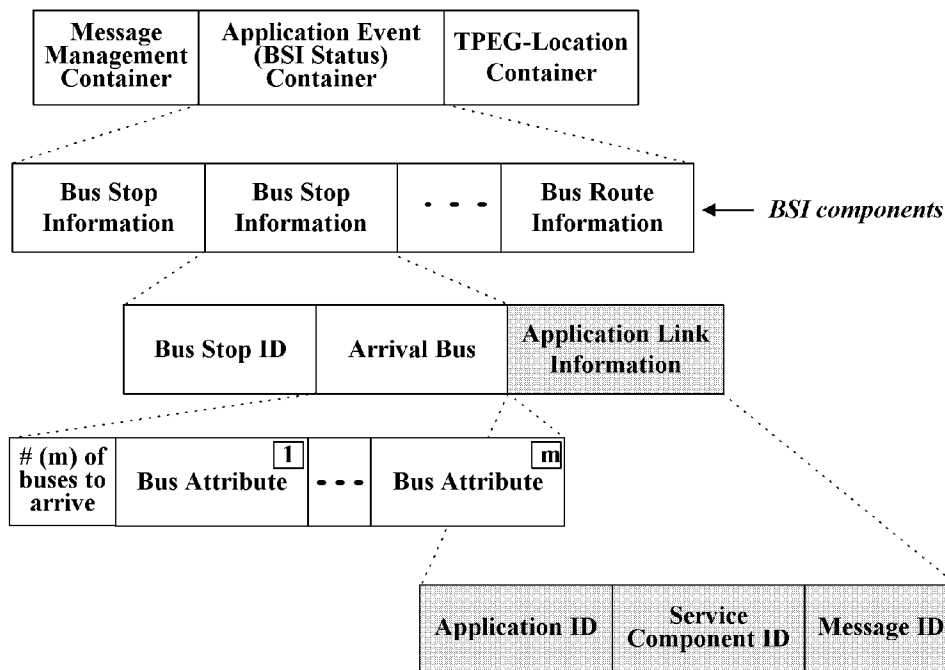 Message
Management
Container
Application Event
(BSI Status)
Container
TPEG-Location
Container
Bus Stop
Information
Bus Stop
Information
• • •
Bus Route
Information
BSI components
Bus Stop ID
Arrival Bus
Application Link
Information
# (m) of
buses to
arrive
Bus Attribute
1
• • •
Bus Attribute
m
Application ID
Service
Component ID
Message ID